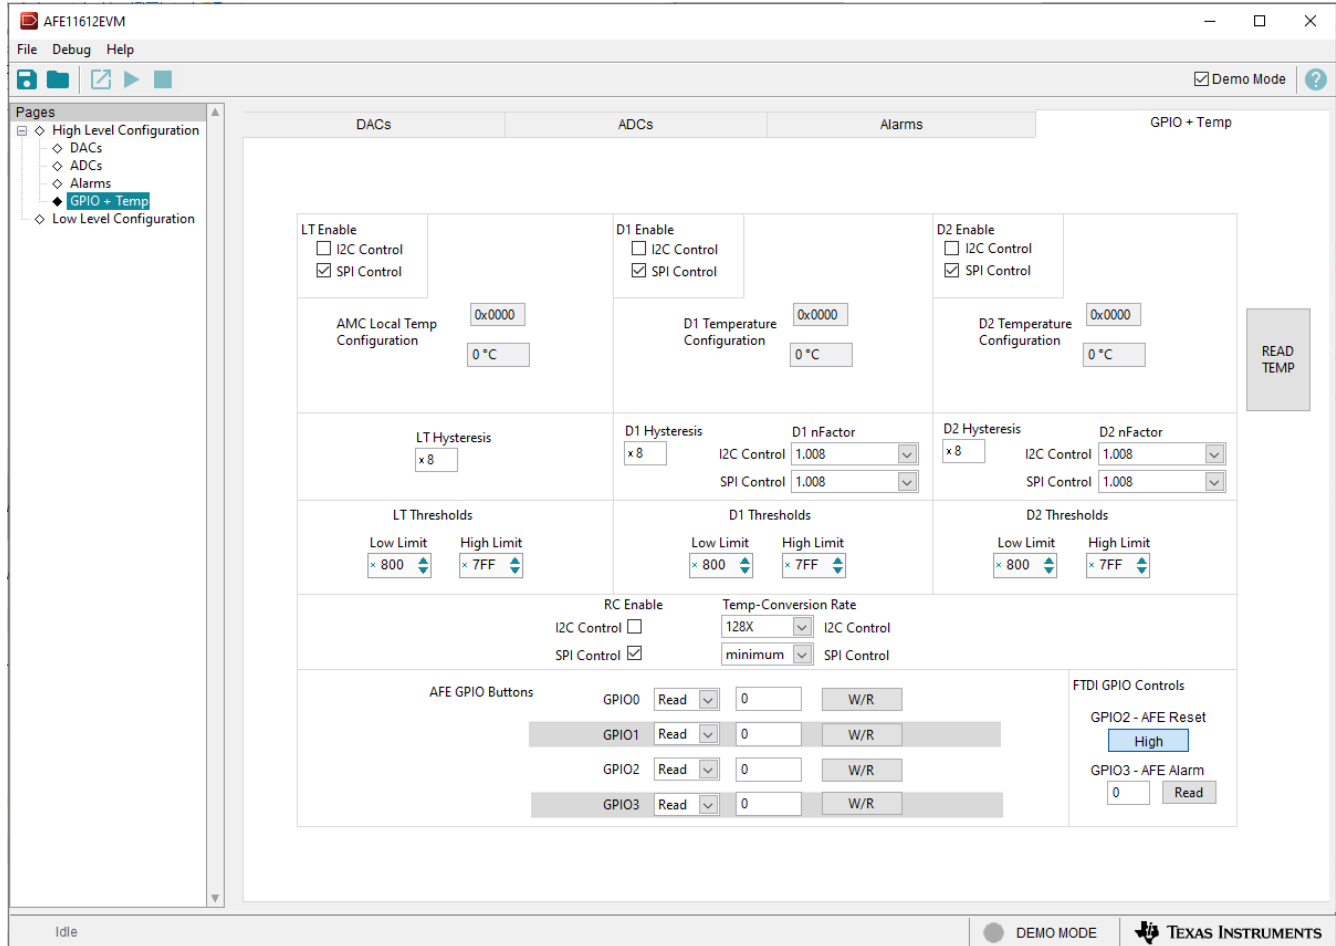 AFE11612EVM
File Debug Help
Demo Mode
Pages
High Level Configuration
DACs
ADCs
Alarms
GPIO + Temp
Low Level Configuration
DACs ADCs Alarms GPIO + Temp
LT Enable
I2C Control
SPI Control
D1 Enable
I2C Control
SPI Control
D2 Enable
I2C Control
SPI Control
AMC Local Temp
Configuration
0x0000
0 °C
D1 Temperature
Configuration
0x0000
0 °C
D2 Temperature
Configuration
0x0000
0 °C
READ
TEMP
LT Hysteresis
x 8
D1 Hysteresis
x 8
D1 nFactor
I2C Control 1.008
SPI Control 1.008
D2 Hysteresis
x 8
D2 nFactor
I2C Control 1.008
SPI Control 1.008
LT Thresholds
Low Limit High Limit
x 800 x 7FF
D1 Thresholds
Low Limit High Limit
x 800 x 7FF
D2 Thresholds
Low Limit High Limit
x 800 x 7FF
RC Enable Temp-Conversion Rate
I2C Control 128X I2C Control
SPI Control minimum SPI Control
AFE GPIO Buttons
GPIO0 Read 0 W/R
GPIO1 Read 0 W/R
GPIO2 Read 0 W/R
GPIO3 Read 0 W/R
FTDI GPIO Controls
GPIO2 - AFE Reset
High
GPIO3 - AFE Alarm
0 Read
Idle DEMO MODE TEXAS INSTRUMENTS